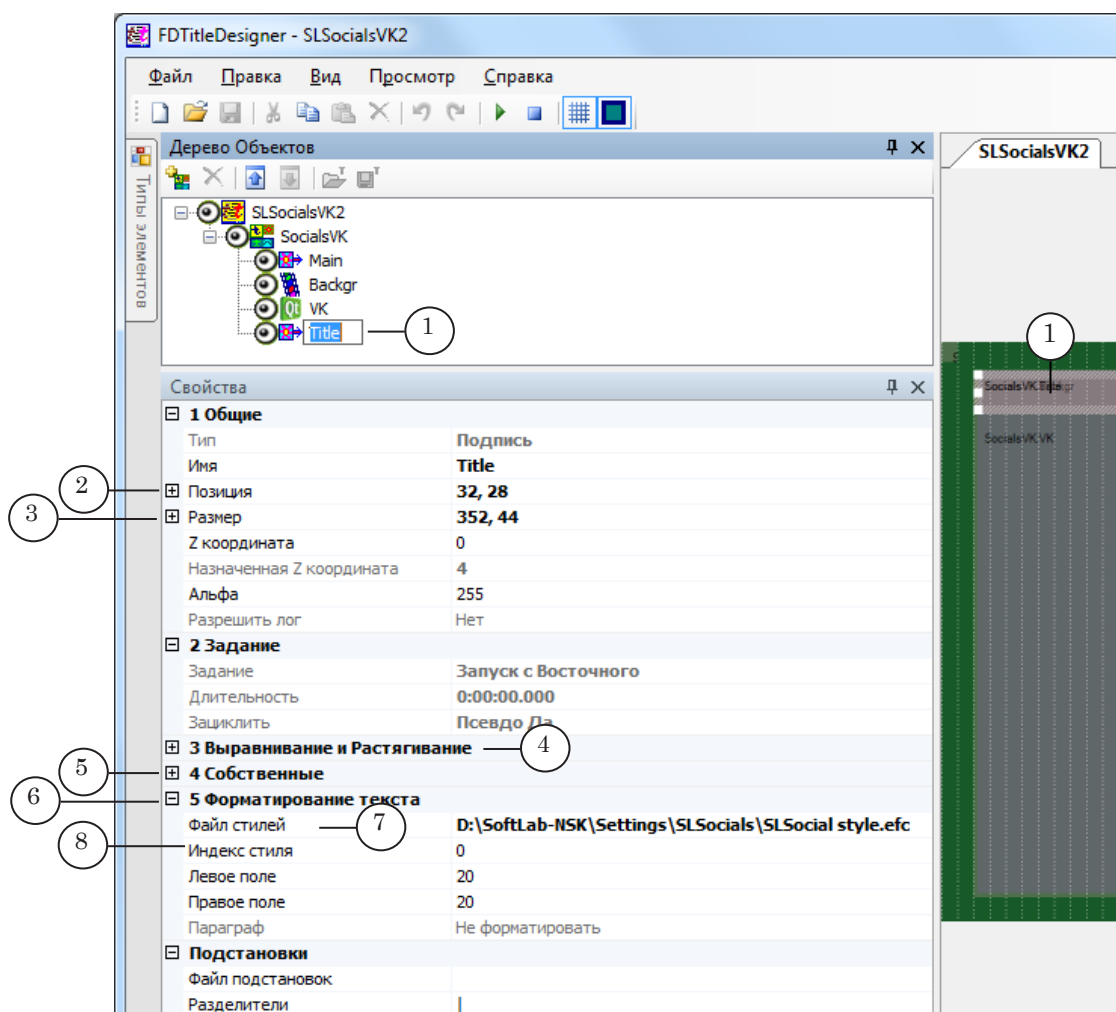 FDTitleDesigner - SLSocialsVK2
Файл Правка Вид Просмотр Справка
Типы элементов
Дерево Объектов
SLSocialsVK2
SLSocialsVK2
SocialsVK
Main
Backgr
VK
Title
1
1
SocialsVK.VK
Свойства
1 Общие
Тип Подпись
Имя Title
2
Позиция 32, 28
3
Размер 352, 44
Z координата 0
Назначенная Z координата 4
Альфа 255
Разрешить лог Нет
2 Задание
Задание Запуск с Восточного
Длительность 0:00:00.000
Зациклить Псевдо Да
3 Выравнивание и Растягивание
4
5
4 Собственные
6
5 Форматирование текста
Файл стилей D:\SoftLab-NSK\Settings\SLSocials\SLSocial style.efc
7
8
Индекс стиля 0
Левое поле 20
Правое поле 20
Параграф Не форматировать
Подстановки
Файл подстановок
Разделители |